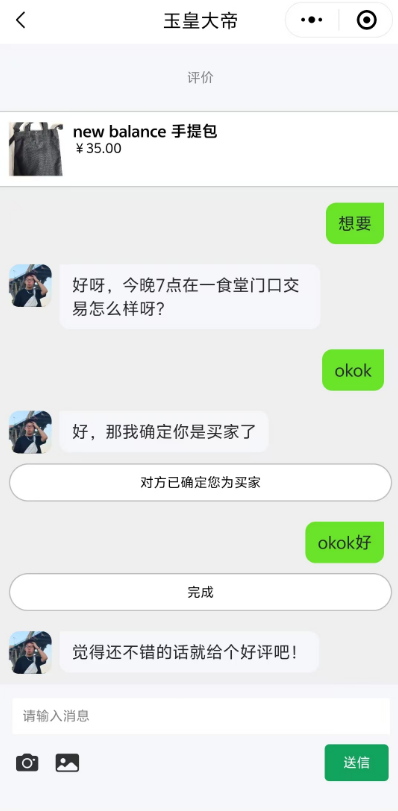 玉皇大帝
评价
new balance 手提包
￥35.00
想要
好呀，今晚7点在一食堂门口交
易怎么样呀？
okok
好，那我确定你是买家了
对方已确定您为买家
okok好
完成
觉得还不错的话就给个好评吧！
请输入消息
送信